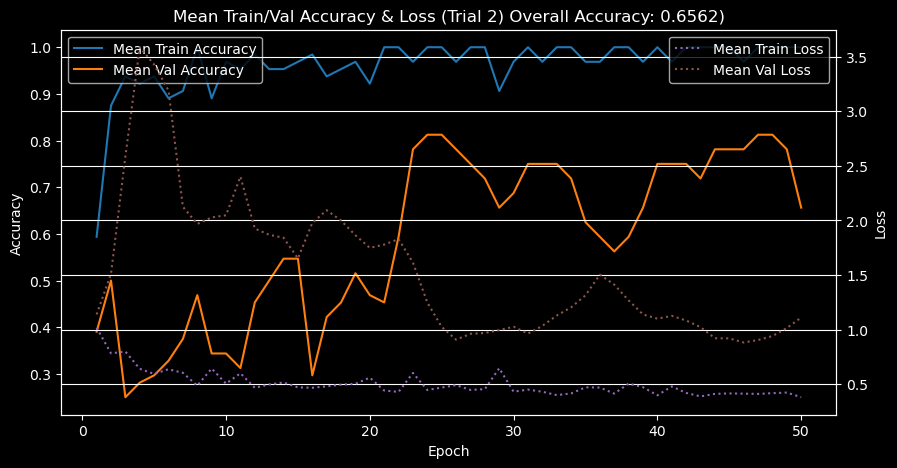 Mean Train/Val Accuracy & Loss (Trial 2) Overall Accuracy: 0.6562)
Mean Train Accuracy
Mean Val Accuracy
Mean Train Loss
Mean Val Loss
1.0
0.9
0.8
0.7
0.6
0.5
0.4
0.3
Accuracy
3.5
3.0
2.5
2.0
1.5
1.0
0.5
Loss
0
10
20
30
40
50
Epoch